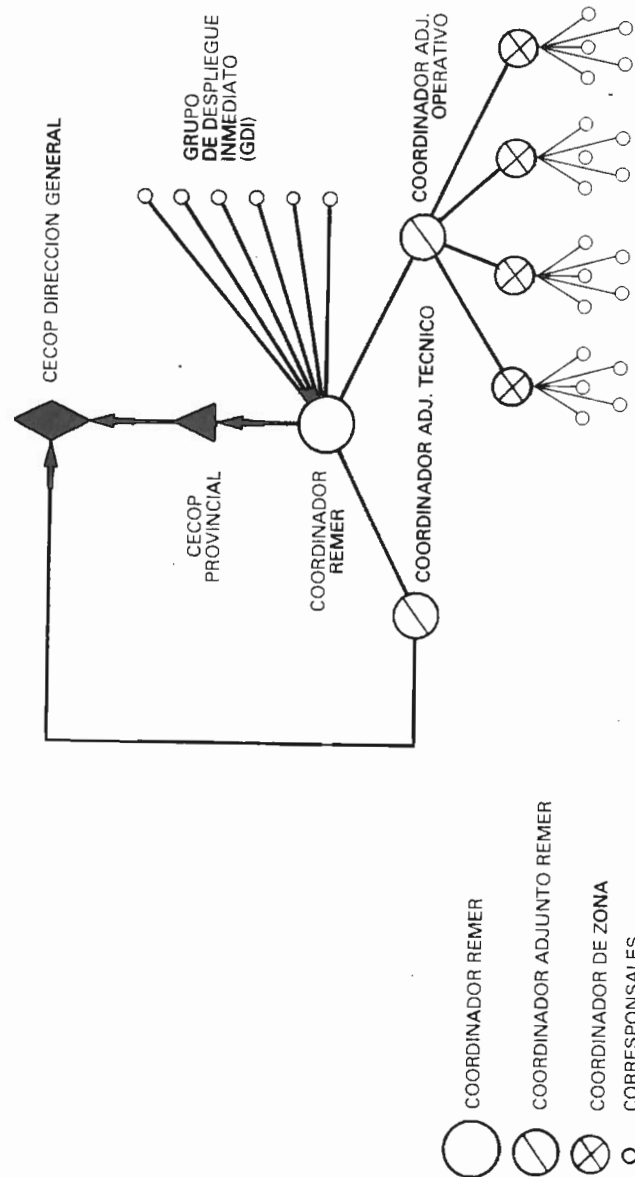 CECOP DIRECCION GENERAL
GRUPO
DE DESPLIEGUE
INMEDIATO
(GDI)
CECOP
PROVINCIAL
COORDINADOR
REMER
COORDINADOR ADJ. TECNICO
COORDINADOR ADJ.
OPERATIVO
COORDINADOR REMER
COORDINADOR ADJUNTO REMER
COORDINADOR DE ZONA
CORRESPONSALES